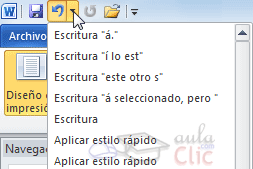 Archivo
Escritura "á."
Escritura "í lo est"
Escritura "este otro s"
Escritura "á seleccionado, pero "
Escritura
Aplicar estilo rápido
Aplicar estilo rápido
Diseño
impresió
Navega
aula
Clic
.com